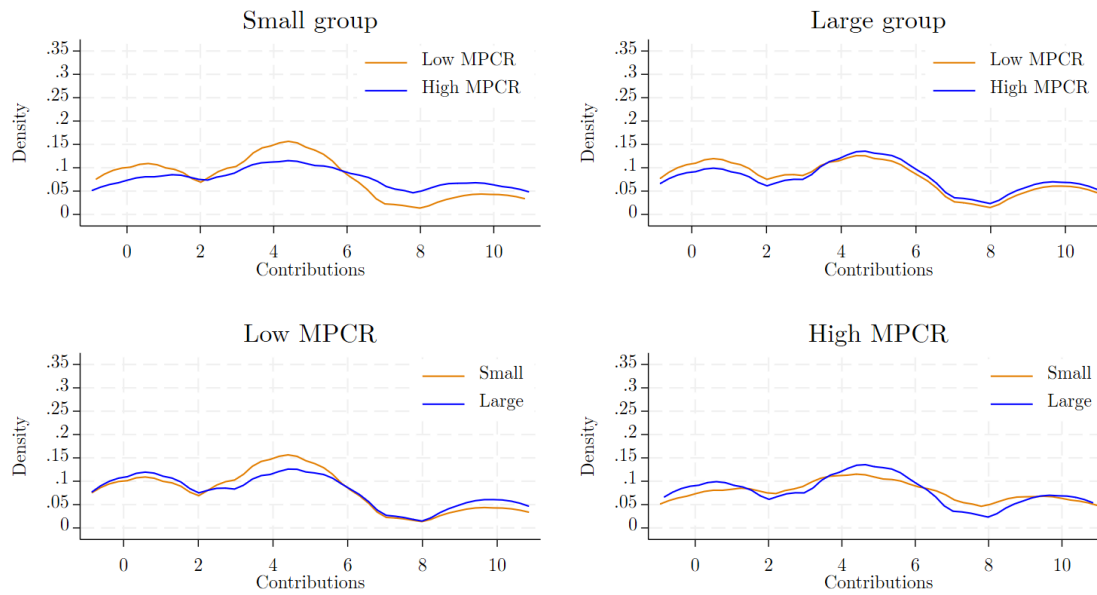 Small group
.35
.3
.25
.2
.15
.1
.05
0
Density
Low MPCR
High MPCR
0 2 4 6 8 10
Contributions
Large group
.35
.3
.25
.2
.15
.1
.05
0
Density
Low MPCR
High MPCR
0 2 4 6 8 10
Contributions
Low MPCR
.35
.3
.25
.2
.15
.1
.05
0
Density
Small
Large
0 2 4 6 8 10
Contributions
High MPCR
.35
.3
.25
.2
.15
.1
.05
0
Density
Small
Large
0 2 4 6 8 10
Contributions